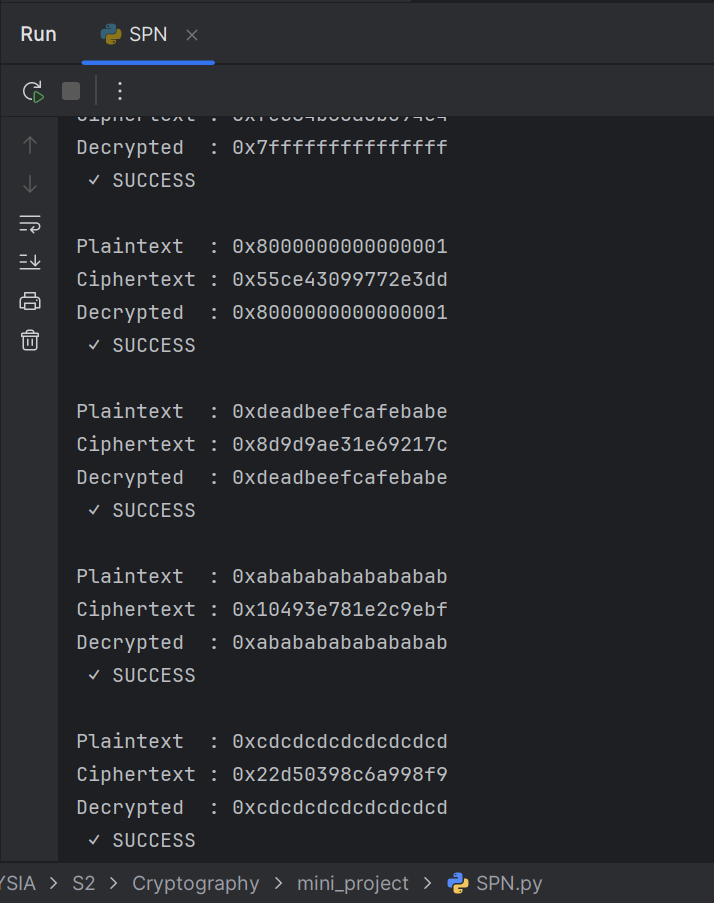 Run SPN
Decrypted : 0x7fffffffffffffff
✓ SUCCESS
Plaintext : 0x8000000000000001
Ciphertext : 0x55ce43099772e3dd
Decrypted : 0x8000000000000001
✓ SUCCESS
Plaintext : 0xdeadbeefcafebabe
Ciphertext : 0x8d9d9ae31e69217c
Decrypted : 0xdeadbeefcafebabe
✓ SUCCESS
Plaintext : 0xabababababababab
Ciphertext : 0x10493e781e2c9ebf
Decrypted : 0xabababababababab
✓ SUCCESS
Plaintext : 0xcdcdcdcdcdcdcdcd
Ciphertext : 0x22d50398c6a998f9
Decrypted : 0xcdcdcdcdcdcdcdcd
✓ SUCCESS
YSIA > S2 > Cryptography > mini_project > SPN.py